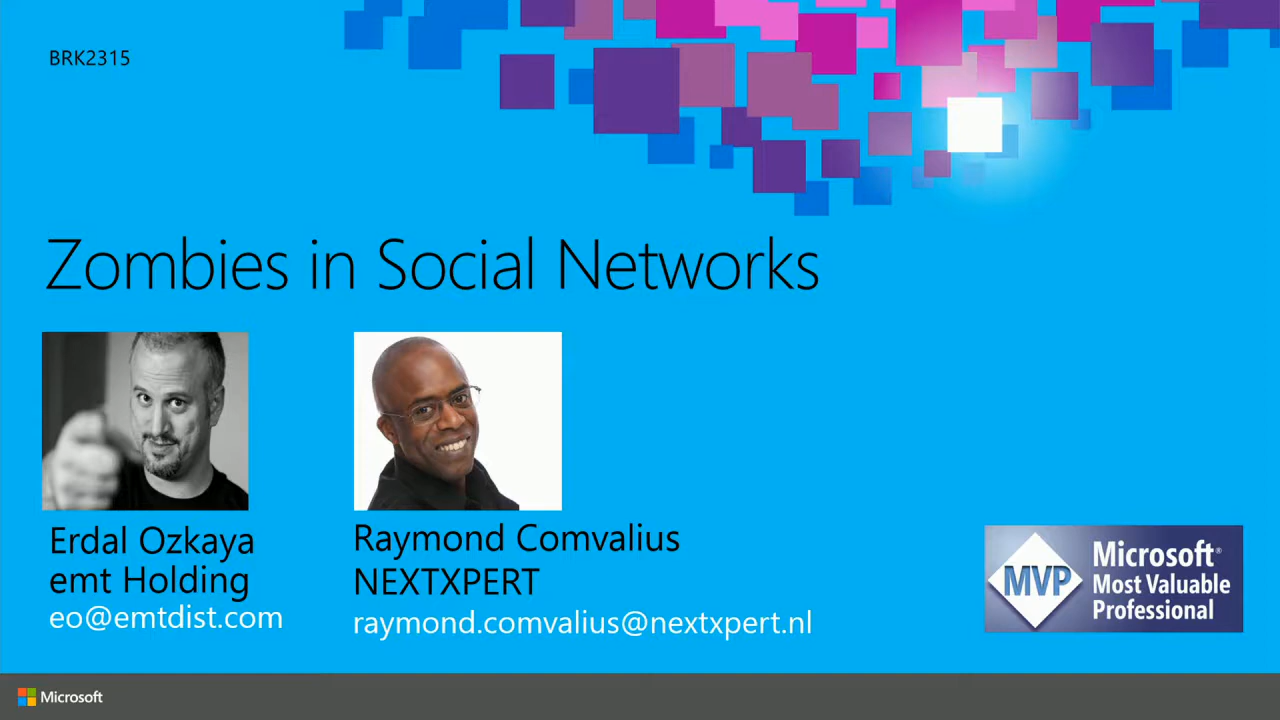 BRK2315
Zombies in Social Networks
Erdal Ozkaya
emt Holding
eo@emtdist.com
Raymond Comvalius
NEXTXPERT
raymond.comvalius@nextxpert.nl
MVP
Microsoft®
Most Valuable
Professional
Microsoft